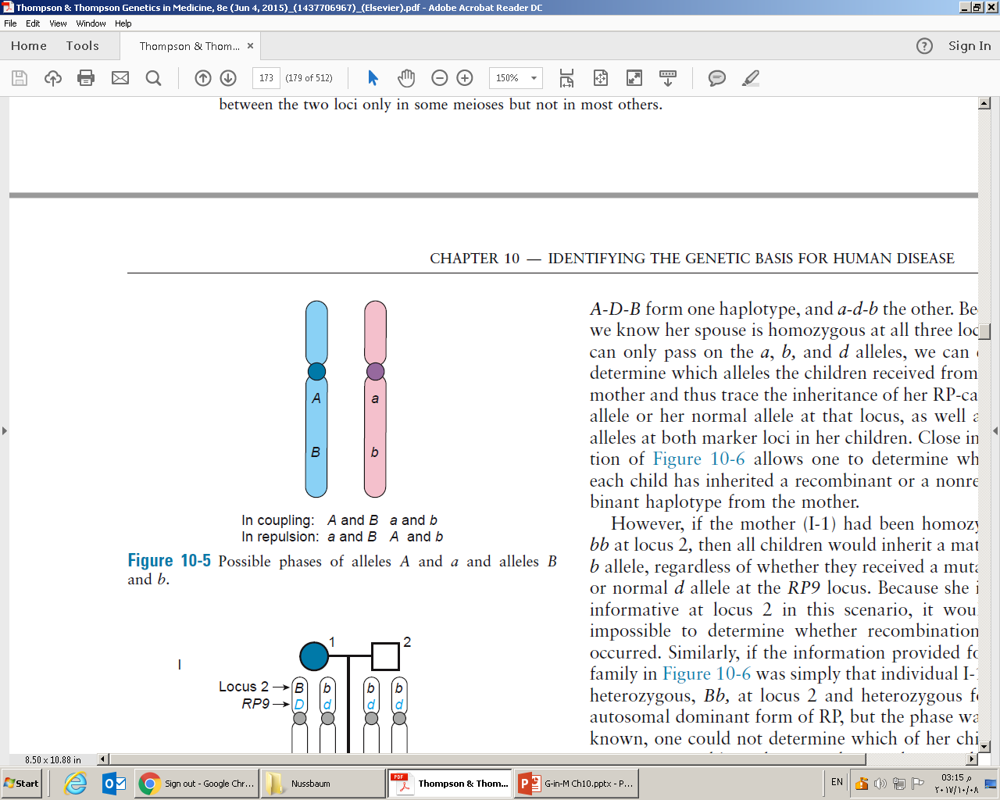 Thompson & Thompson Genetics in Medicine, 8e (Jun 4, 2015)_(1437706967)_(Elsevier).pdf - Adobe Acrobat Reader DC
File Edit View Window Help
Home Tools Thompson & Thom... × ? Sign In
173 (179 of 512) 150%
between the two loci only in some meioses but not in most others.
CHAPTER 10 — IDENTIFYING THE GENETIC BASIS FOR HUMAN DISEASE
A a
B b
In coupling: A and B a and b
In repulsion: a and B A and b
Figure 10-5 Possible phases of alleles A and a and alleles B
and b.
1 2
I
Locus 2 B b b b
RP9 D d d d
A-D-B form one haplotype, and a-d-b the other. Be
we know her spouse is homozygous at all three loc
can only pass on the a, b, and d alleles, we can
determine which alleles the children received from
mother and thus trace the inheritance of her RP-ca
allele or her normal allele at that locus, as well a
alleles at both marker loci in her children. Close in
tion of Figure 10-6 allows one to determine wh
each child has inherited a recombinant or a nonre
binant haplotype from the mother.
However, if the mother (I-1) had been homozy
bb at locus 2, then all children would inherit a mat
b allele, regardless of whether they received a muta
or normal d allele at the RP9 locus. Because she i
informative at locus 2 in this scenario, it wou
impossible to determine whether recombination
occurred. Similarly, if the information provided fo
family in Figure 10-6 was simply that individual I-1
heterozygous, Bb, at locus 2 and heterozygous f
autosomal dominant form of RP, but the phase wa
known, one could not determine which of her chi
8.50 x 10.88 in
Start Sign out - Google Chr... Nussbaum PDF Thompson & Thom... G-in-M Ch10.pptx - P... EN 03:15 م
٢٠١٧/١٠/٠٨